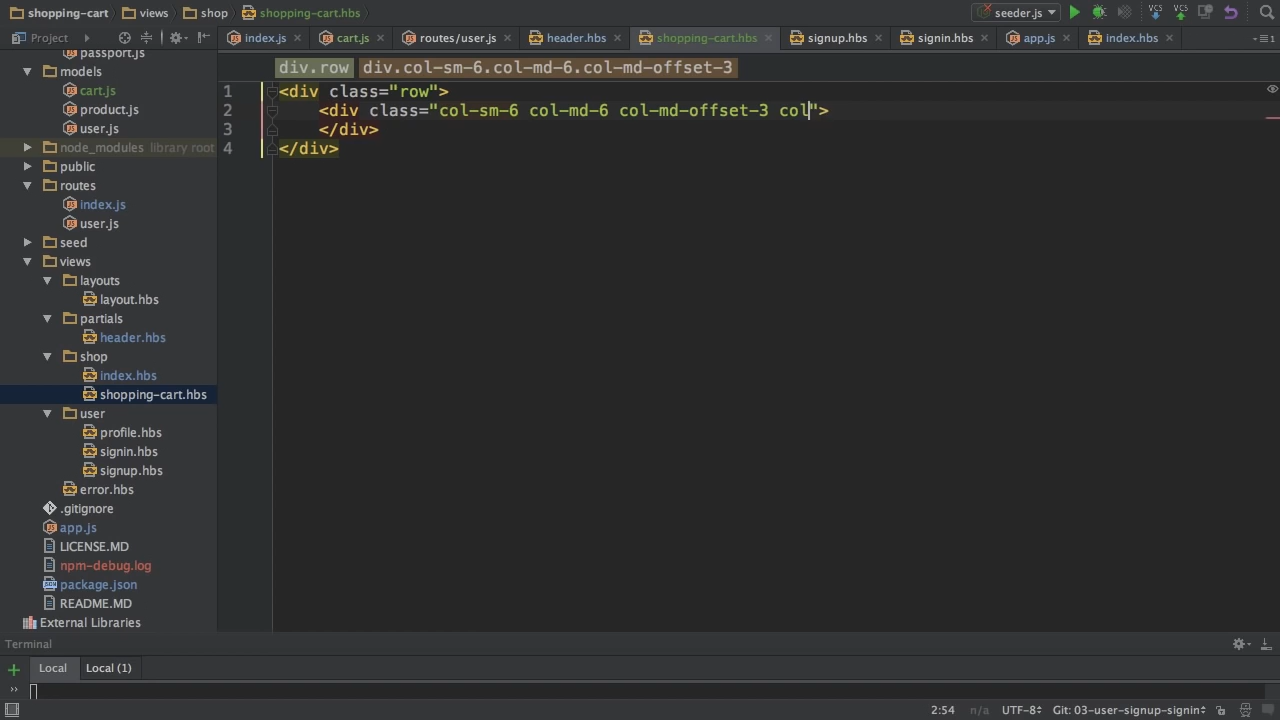 shopping-cart views shop shopping-cart.hbs seeder.js VCS VCS
Project index.js cart.js routes/user.js header.hbs shopping-cart.hbs signup.hbs signin.hbs app.js index.hbs
passport.js
models
cart.js
product.js
user.js
node_modules library root
public
routes
index.js
user.js
seed
views
layouts
layout.hbs
partials
header.hbs
shop
index.hbs
shopping-cart.hbs
user
profile.hbs
signin.hbs
signup.hbs
error.hbs
.gitignore
app.js
LICENSE.MD
npm-debug.log
package.json
README.MD
External Libraries
div.row div.col-sm-6.col-md-6.col-md-offset-3
1 <div class="row">
2 <div class="col-sm-6 col-md-6 col-md-offset-3 col">
3 </div>
4 </div>
Terminal
Local Local (1)
2:54 n/a UTF-8 Git: 03-user-signup-signin